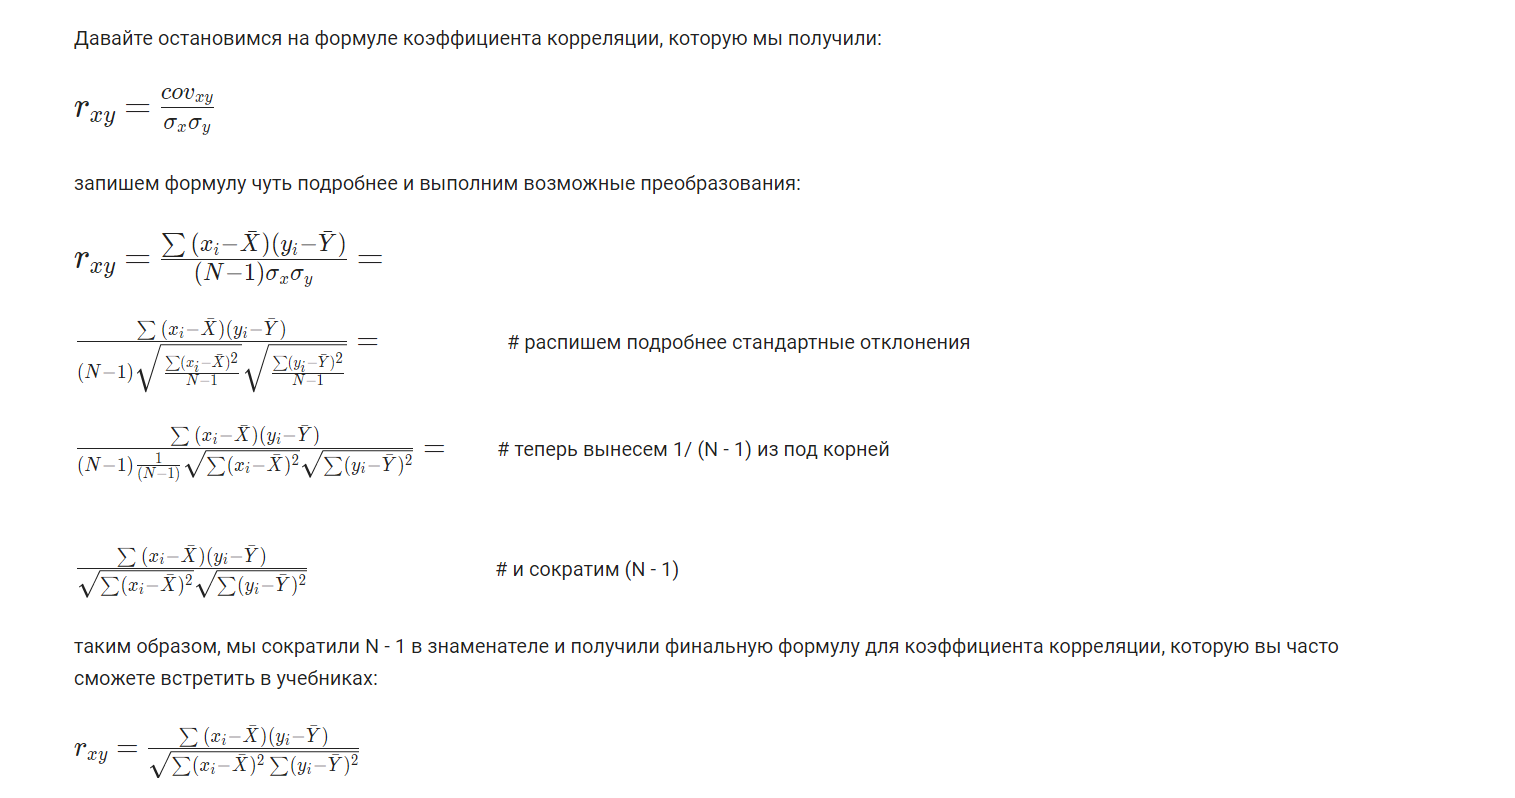 Давайте остановимся на формуле коэффициента корреляции, которую мы получили:
$r_{xy} = \frac{cov_{xy}}{\sigma_x \sigma_y}$
запишем формулу чуть подробнее и выполним возможные преобразования:
$r_{xy} = \frac{\sum (x_i - \bar{X})(y_i - \bar{Y})}{(N-1)\sigma_x \sigma_y} =$
$\frac{\sum (x_i - \bar{X})(y_i - \bar{Y})}{(N-1)\sqrt{\frac{\sum (x_i - \bar{X})^2}{N-1}}\sqrt{\frac{\sum (y_i - \bar{Y})^2}{N-1}}} =$ # распишем подробнее стандартные отклонения
$\frac{\sum (x_i - \bar{X})(y_i - \bar{Y})}{(N-1)\frac{1}{(N-1)}\sqrt{\sum (x_i - \bar{X})^2}\sqrt{\sum (y_i - \bar{Y})^2}} =$ # теперь вынесем 1/ (N - 1) из под корней
$\frac{\sum (x_i - \bar{X})(y_i - \bar{Y})}{\sqrt{\sum (x_i - \bar{X})^2}\sqrt{\sum (y_i - \bar{Y})^2}}$ # и сократим (N - 1)
таким образом, мы сократили N - 1 в знаменателе и получили финальную формулу для коэффициента корреляции, которую вы часто
сможете встретить в учебниках:
$r_{xy} = \frac{\sum (x_i - \bar{X})(y_i - \bar{Y})}{\sqrt{\sum (x_i - \bar{X})^2 \sum (y_i - \bar{Y})^2}}$